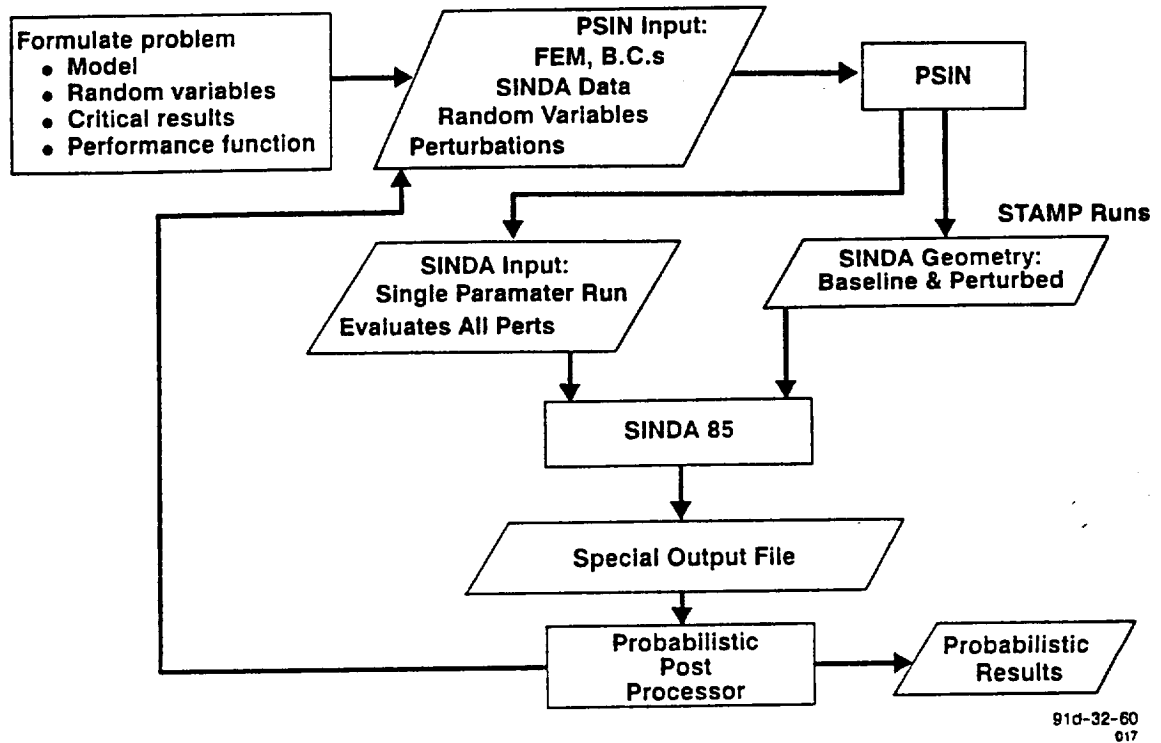 Formulate problem
● Model
● Random variables
● Critical results
● Performance function
PSIN Input:
FEM, B.C.s
SINDA Data
Random Variables
Perturbations
PSIN
STAMP Runs
SINDA Input:
Single Paramater Run
Evaluates All Perts
SINDA Geometry:
Baseline & Perturbed
SINDA 85
Special Output File
Probabilistic
Post
Processor
Probabilistic
Results
91d-32-60
017